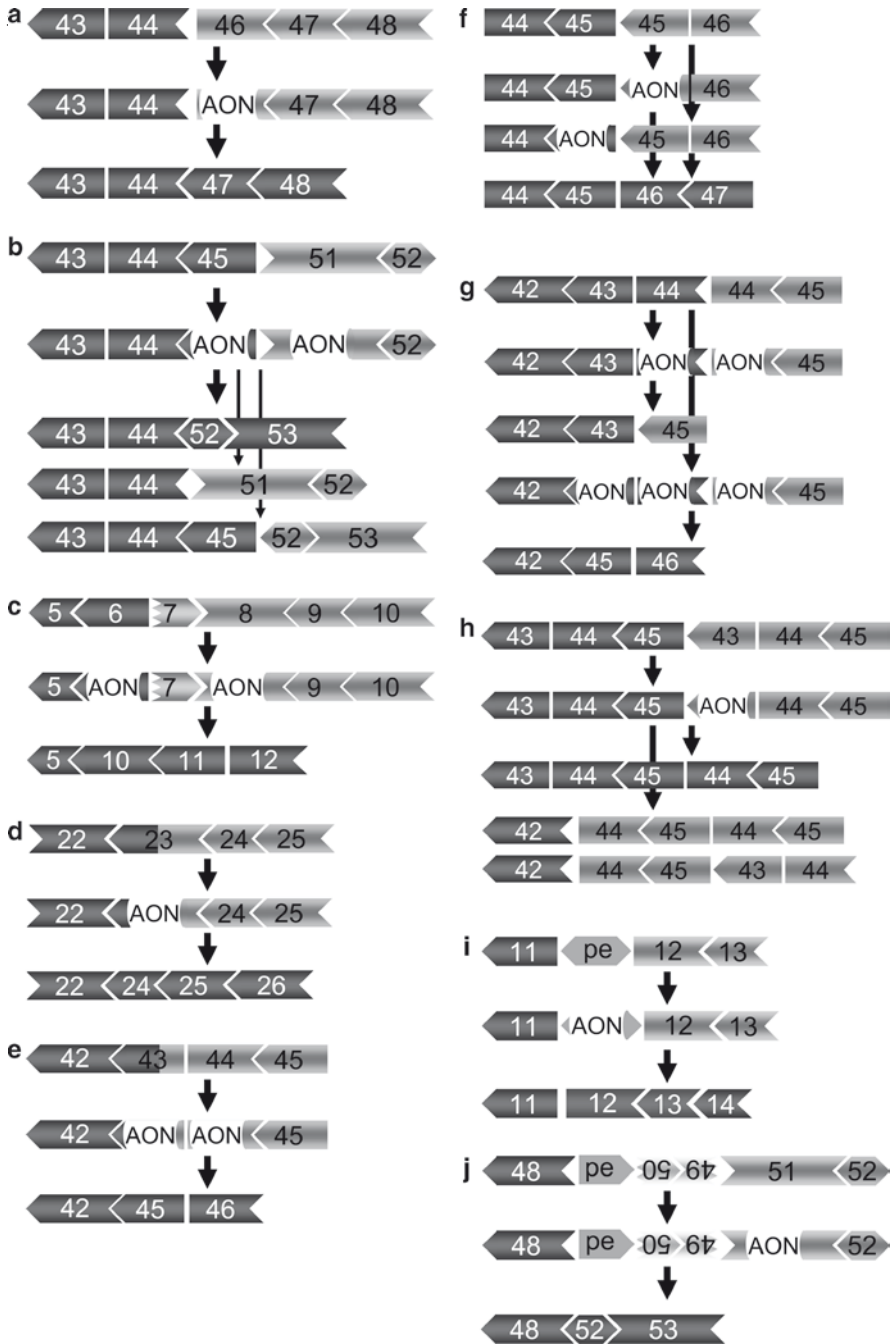 a
43 44 46 47 48
43 44 AON 47 48
43 44 47 48
b
43 44 45 51 52
43 44 AON AON 52
43 44 52 53
43 44 51 52
43 44 45 52 53
c
5 6 7 8 9 10
5 AON 7 AON 9 10
5 10 11 12
d
22 23 24 25
22 AON 24 25
22 24 25 26
e
42 43 44 45
42 AON AON 45
42 45 46
f
44 45 45 46
44 45 AON 46
44 AON 45 46
44 45 46 47
g
42 43 44 44 45
42 43 AON AON 45
42 43 45
42 AON AON AON 45
42 45 46
h
43 44 45 43 44 45
43 44 45 AON 44 45
43 44 45 44 45
42 44 45 44 45
42 44 45 43 44
i
11 pe 12 13
11 AON 12 13
11 12 13 14
j
48 pe 50 49 51 52
48 pe 50 49 AON 52
48 52 53